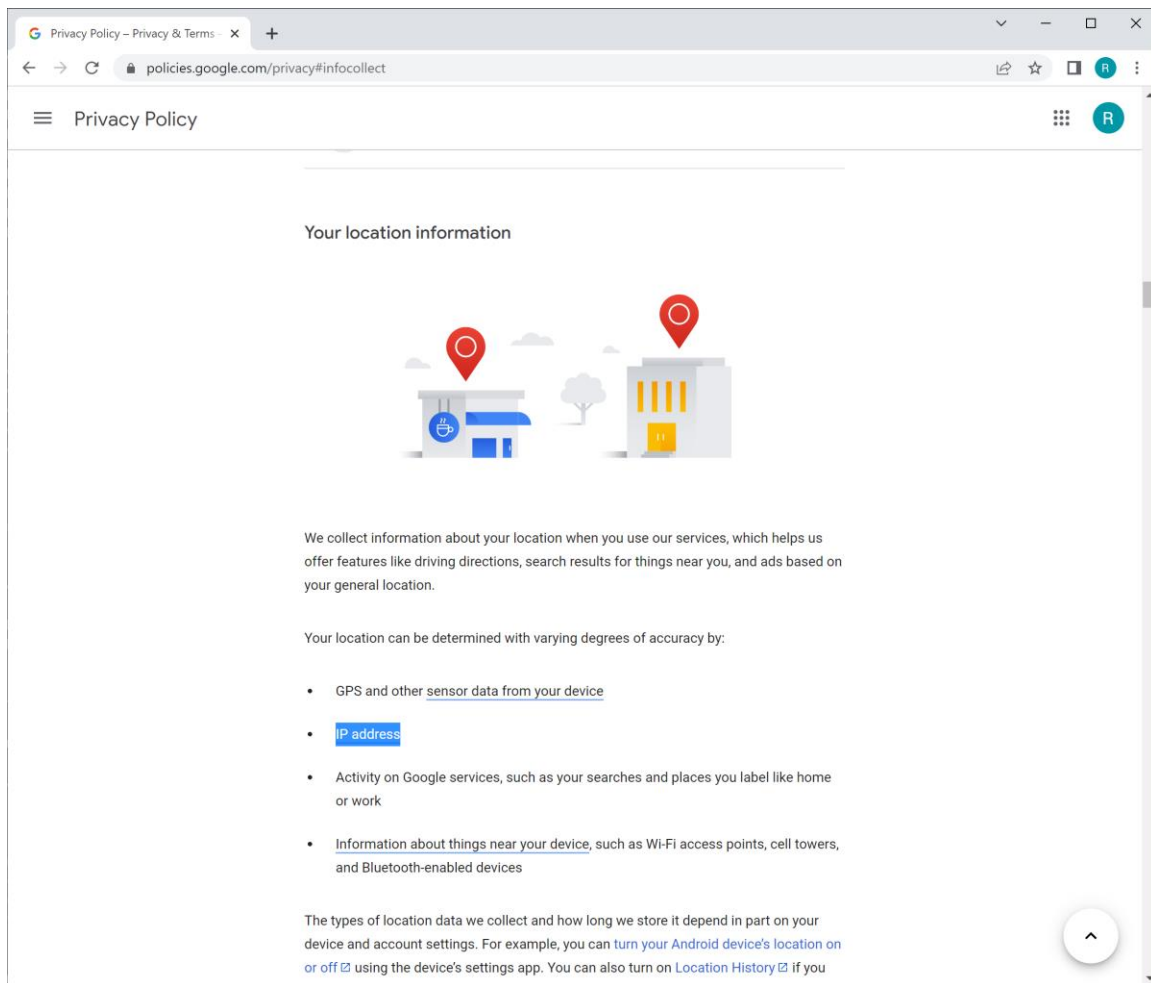 Privacy Policy – Privacy & Terms –
policies.google.com/privacy#infocollect
R
Privacy Policy
R
Your location information
We collect information about your location when you use our services, which helps us
offer features like driving directions, search results for things near you, and ads based on
your general location.
Your location can be determined with varying degrees of accuracy by:
• GPS and other sensor data from your device
• IP address
• Activity on Google services, such as your searches and places you label like home
or work
• Information about things near your device, such as Wi-Fi access points, cell towers,
and Bluetooth-enabled devices
The types of location data we collect and how long we store it depend in part on your
device and account settings. For example, you can turn your Android device’s location on
or off using the device’s settings app. You can also turn on Location History if you